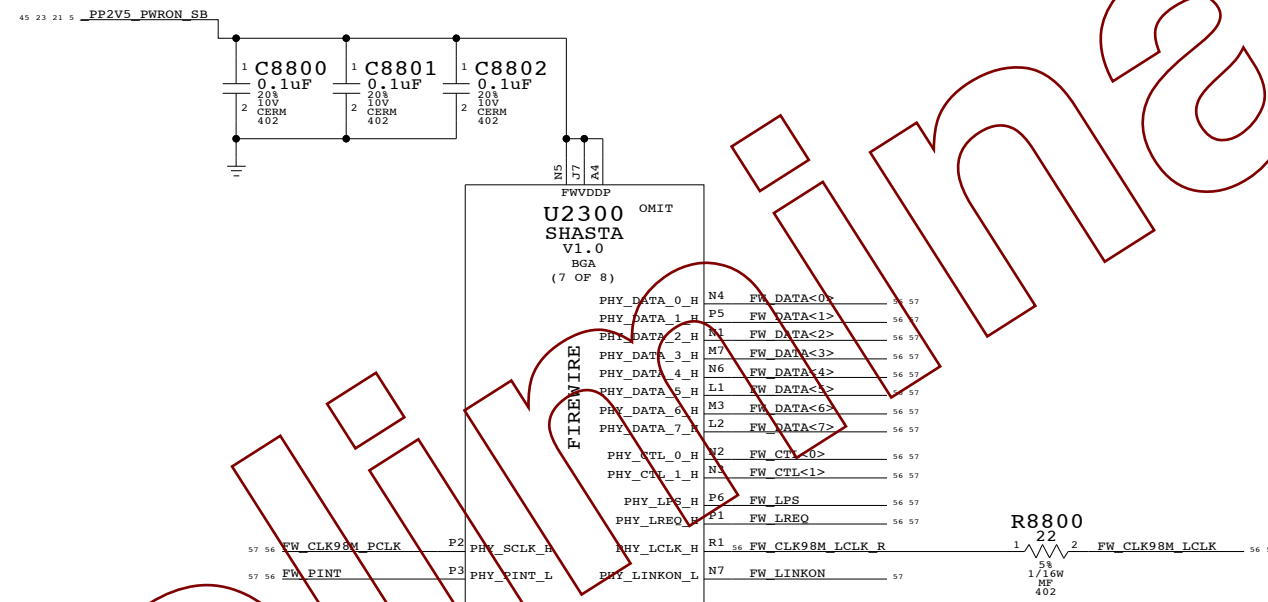 45 23 21 5 _PP2V5_PWRON_SB
1 C8800
0.1uF
20%
10V
2 CERM
402
1 C8801
0.1uF
20%
10V
2 CERM
402
1 C8802
0.1uF
20%
10V
2 CERM
402
N5 J7 A4
FWVDDP
U2300 OMIT
SHASTA
V1.0
BGA
(7 OF 8)
FIREWIRE
PHY_DATA_0_H N4 FW_DATA<0> 56 57
PHY_DATA_1_H P5 FW_DATA<1> 56 57
PHY_DATA_2_H N1 FW_DATA<2> 56 57
PHY_DATA_3_H M7 FW_DATA<3> 56 57
PHY_DATA_4_H N6 FW_DATA<4> 56 57
PHY_DATA_5_H L1 FW_DATA<5> 56 57
PHY_DATA_6_H M3 FW_DATA<6> 56 57
PHY_DATA_7_H L2 FW_DATA<7> 56 57
PHY_CTL_0_H N2 FW_CTL<0> 56 57
PHY_CTL_1_H N3 FW_CTL<1> 56 57
PHY_LPS_H P6 FW_LPS 56 57
PHY_LREQ_H P1 FW_LREQ 56 57
57 56 FW_CLK98M_PCLK P2 PHY_SCLK_H PHY_LCLK_H R1 56 FW_CLK98M_LCLK_R
57 56 FW_PINT P3 PHY_PINT_L PHY_LINKON_L N7 FW_LINKON 57
R8800
22
1 2 FW_CLK98M_LCLK 56
5%
1/16W
MF
402